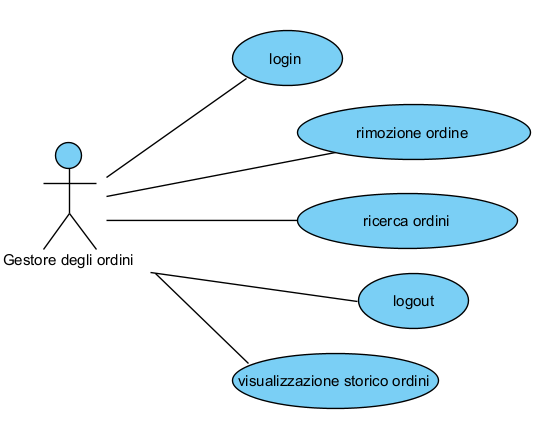 login
rimozione ordine
ricerca ordini
Gestore degli ordini
logout
visualizzazione storico ordini